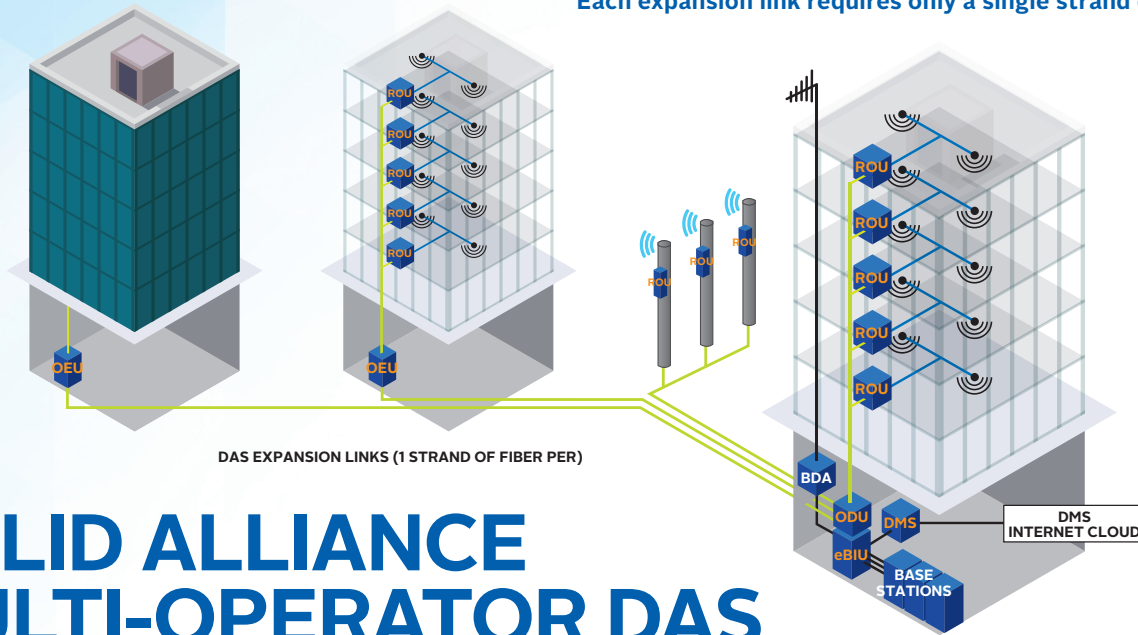 Each expansion link requires only a single strand
ROU
ROU
ROU
ROU
ROU
OEU
OEU
ROU
ROU
ROU
ROU
ROU
ROU
ROU
ROU
DAS EXPANSION LINKS (1 STRAND OF FIBER PER)
BDA
ODU
DMS
eBIU
BASE
STATIONS
DMS
INTERNET CLOUD
LID ALLIANCE
ULTI-OPERATOR DAS